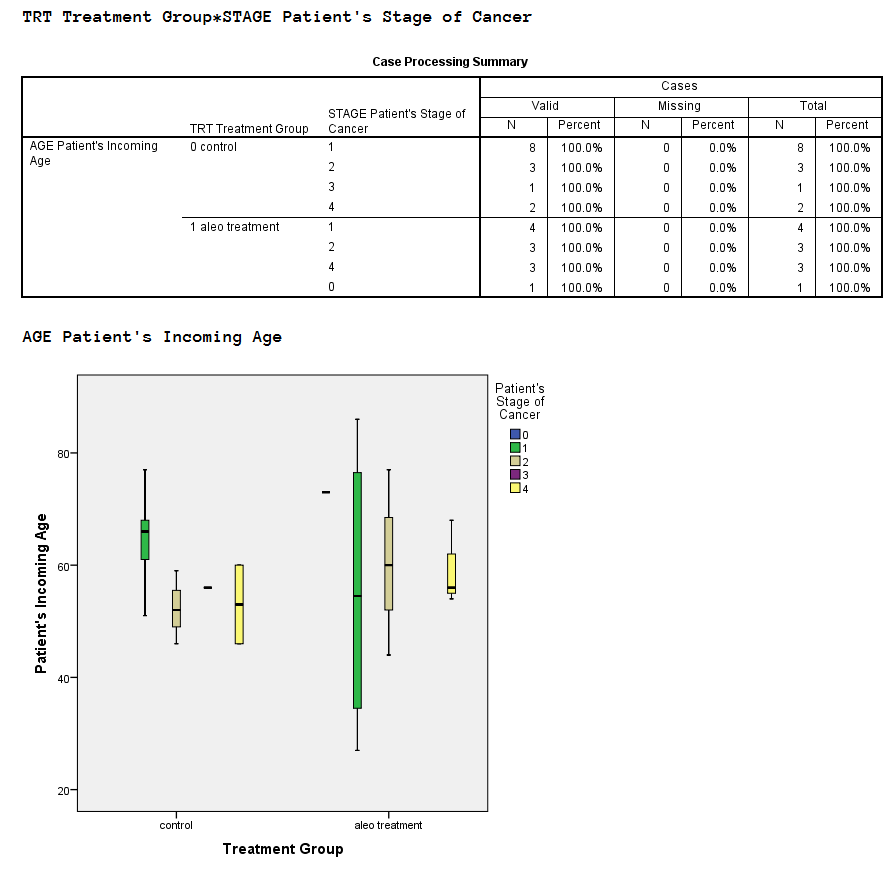 TRT Treatment Group*STAGE Patient's Stage of Cancer
Case Processing Summary
Cases
Valid Missing Total
TRT Treatment Group STAGE Patient's Stage of Cancer N Percent N Percent N Percent
AGE Patient's Incoming Age 0 control 1 8 100.0% 0 0.0% 8 100.0%
2 3 100.0% 0 0.0% 3 100.0%
3 1 100.0% 0 0.0% 1 100.0%
4 2 100.0% 0 0.0% 2 100.0%
1 aleo treatment 1 4 100.0% 0 0.0% 4 100.0%
2 3 100.0% 0 0.0% 3 100.0%
4 3 100.0% 0 0.0% 3 100.0%
0 1 100.0% 0 0.0% 1 100.0%
AGE Patient's Incoming Age
Patient's Incoming Age
80
60
40
20
control aleo treatment
Treatment Group
Patient's
Stage of
Cancer
0
1
2
3
4